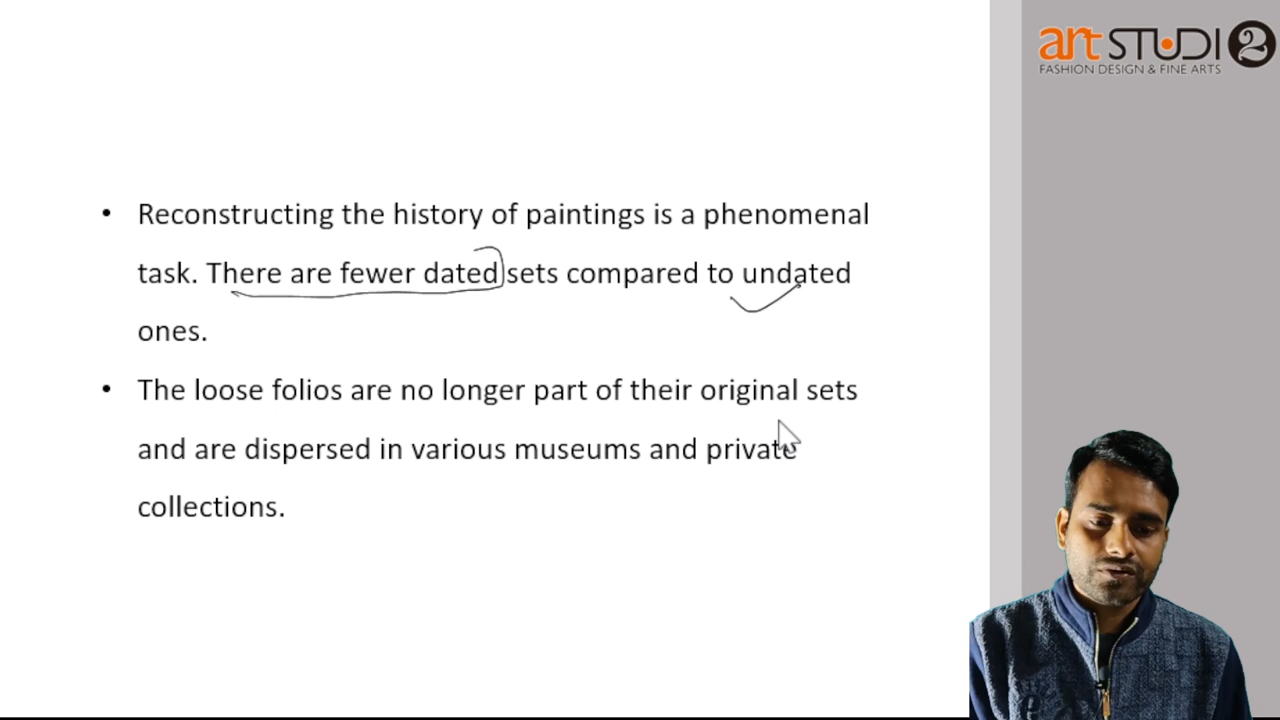 art STUDI 2
FASHION DESIGN & FINE ARTS
• Reconstructing the history of paintings is a phenomenal
task. There are fewer dated sets compared to undated
ones.
• The loose folios are no longer part of their original sets
and are dispersed in various museums and private
collections.